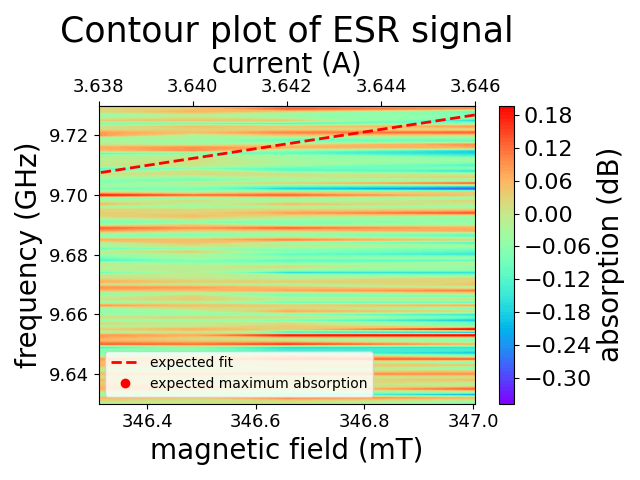 Contour plot of ESR signal
current (A)
3.638 3.640 3.642 3.644 3.646
frequency (GHz)
9.72
9.70
9.68
9.66
9.64
expected fit
expected maximum absorption
346.4 346.6 346.8 347.0
magnetic field (mT)
0.18
0.12
0.06
0.00
−0.06
−0.12
−0.18
−0.24
−0.30
absorption (dB)